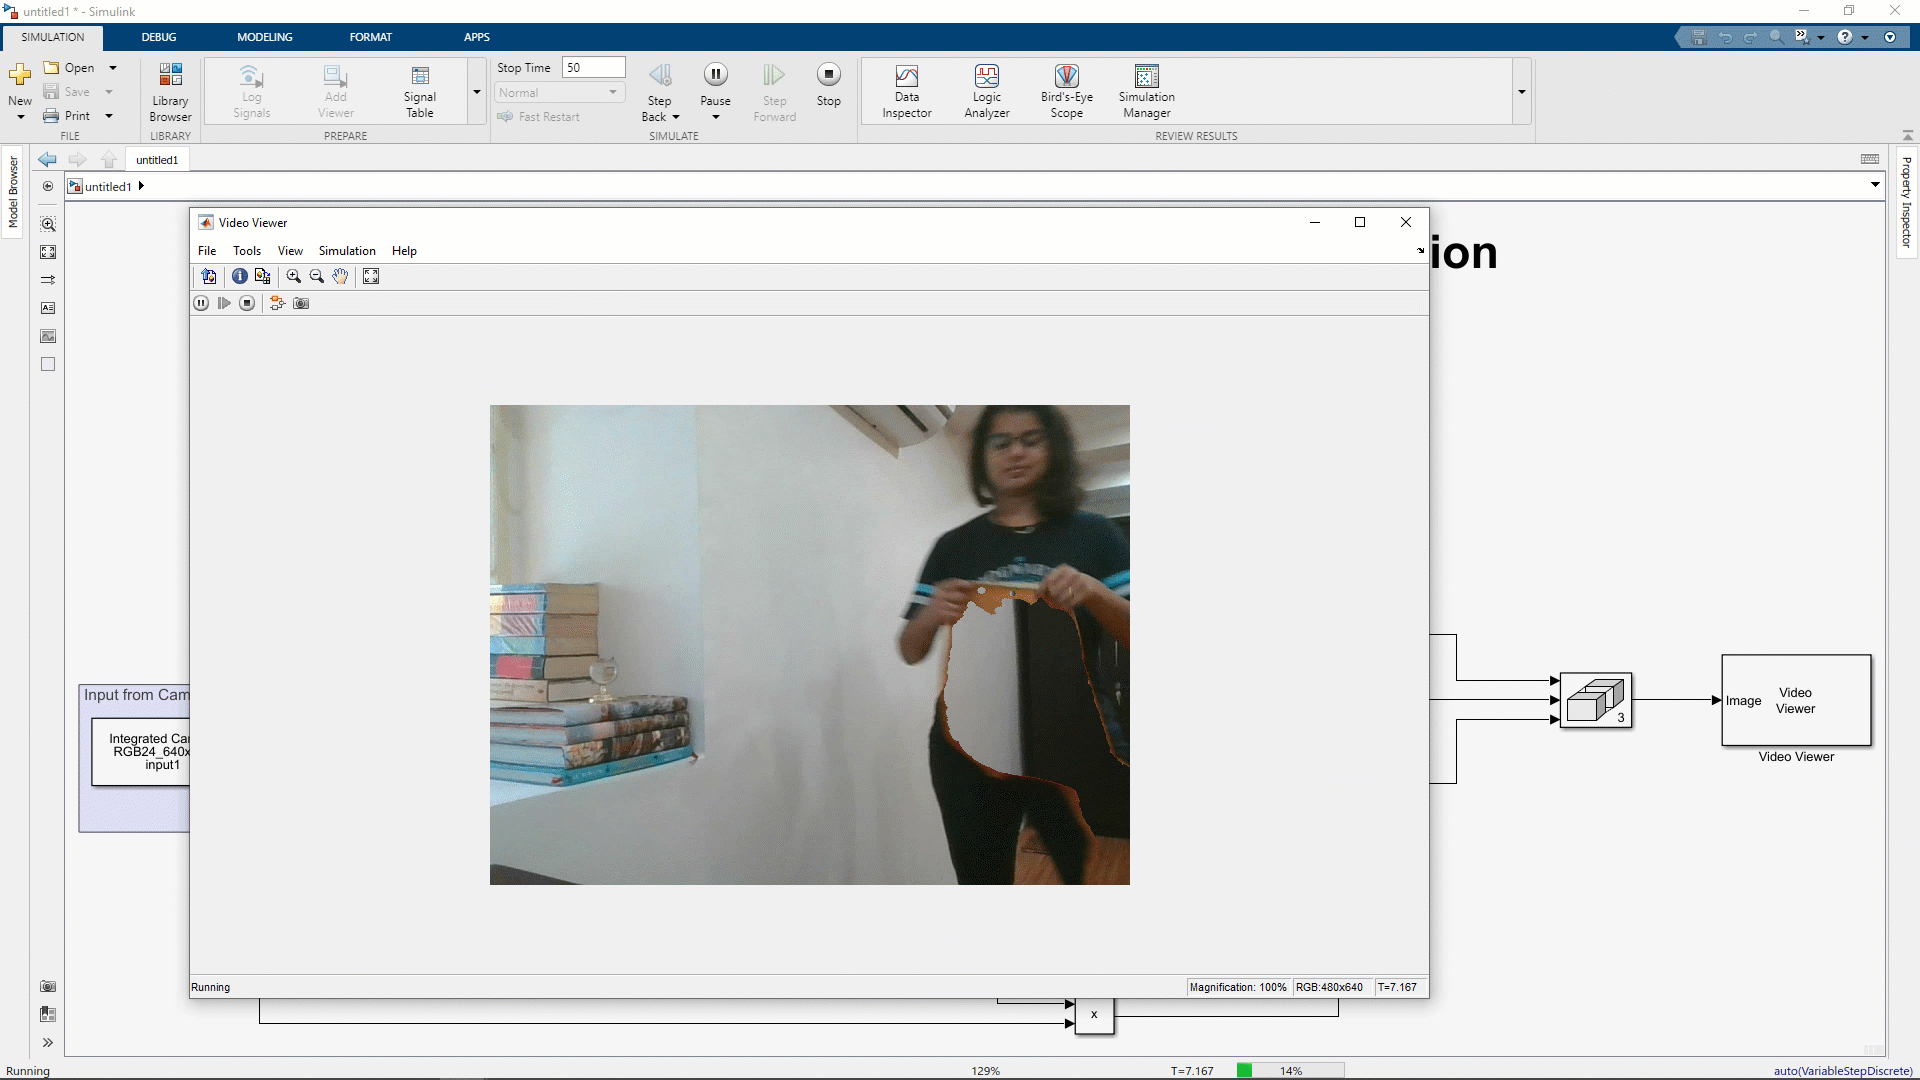 untitled1 * - Simulink
SIMULATION
DEBUG
MODELING
FORMAT
APPS
New
Open
Save
Print
FILE
Library
Browser
LIBRARY
Log
Signals
Add
Viewer
Signal
Table
PREPARE
Stop Time 50
Normal
Fast Restart
Step
Back
Pause
Step
Forward
Stop
SIMULATE
Data
Inspector
Logic
Analyzer
Bird's-Eye
Scope
Simulation
Manager
REVIEW RESULTS
Model Browser
untitled1
untitled1
Property Inspector
Video Viewer
File Tools View Simulation Help
ion
Input from Cam
Integrated Ca
RGB24_640x
input1
3
Image
Video
Viewer
Video Viewer
Running
Magnification: 100% RGB:480x640 T=7.167
x
Running
129%
T=7.167
14%
auto(VariableStepDiscrete)